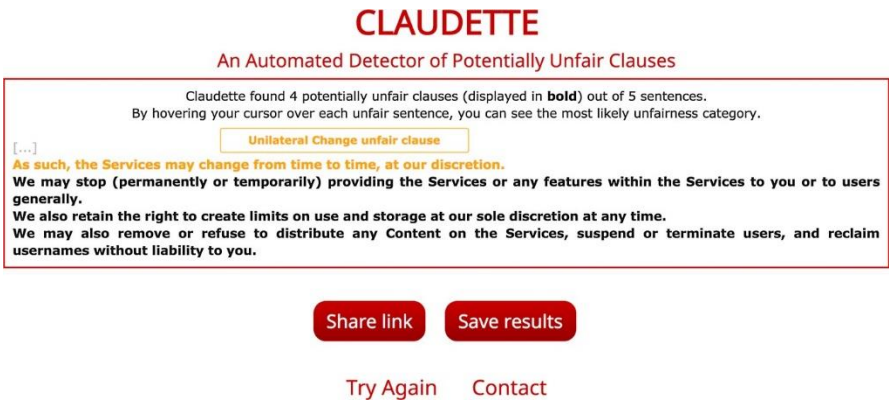 CLAUDETTE
An Automated Detector of Potentially Unfair Clauses
Claudette found 4 potentially unfair clauses (displayed in bold) out of 5 sentences.
By hovering your cursor over each unfair sentence, you can see the most likely unfairness category.
Unilateral Change unfair clause
[...]
As such, the Services may change from time to time, at our discretion.
We may stop (permanently or temporarily) providing the Services or any features within the Services to you or to users
generally.
We also retain the right to create limits on use and storage at our sole discretion at any time.
We may also remove or refuse to distribute any Content on the Services, suspend or terminate users, and reclaim
usernames without liability to you.
Share link Save results
Try Again Contact